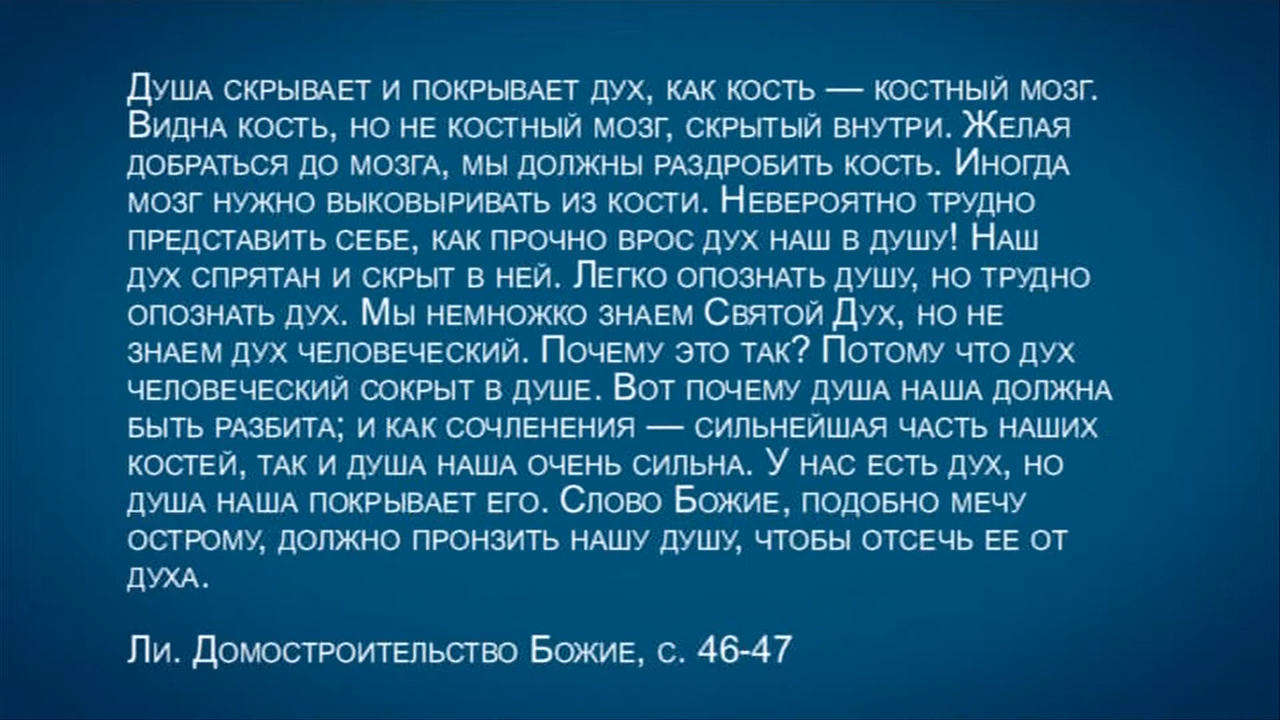 Душа скрывает и покрывает дух, как кость — костный мозг.
Видна кость, но не костный мозг, скрытый внутри. Желая
добраться до мозга, мы должны раздробить кость. Иногда
мозг нужно выковыривать из кости. Невероятно трудно
представить себе, как прочно врос дух наш в душу! Наш
дух спрятан и скрыт в ней. Легко опознать душу, но трудно
опознать дух. Мы немножко знаем Святой Дух, но не
знаем дух человеческий. Почему это так? Потому что дух
человеческий сокрыт в душе. Вот почему душа наша должна
быть разбита; и как сочленения — сильнейшая часть наших
костей, так и душа наша очень сильна. У нас есть дух, но
душа наша покрывает его. Слово Божие, подобно мечу
острому, должно пронзить нашу душу, чтобы отсечь ее от
духа.
Ли. Домостроительство Божие, с. 46-47